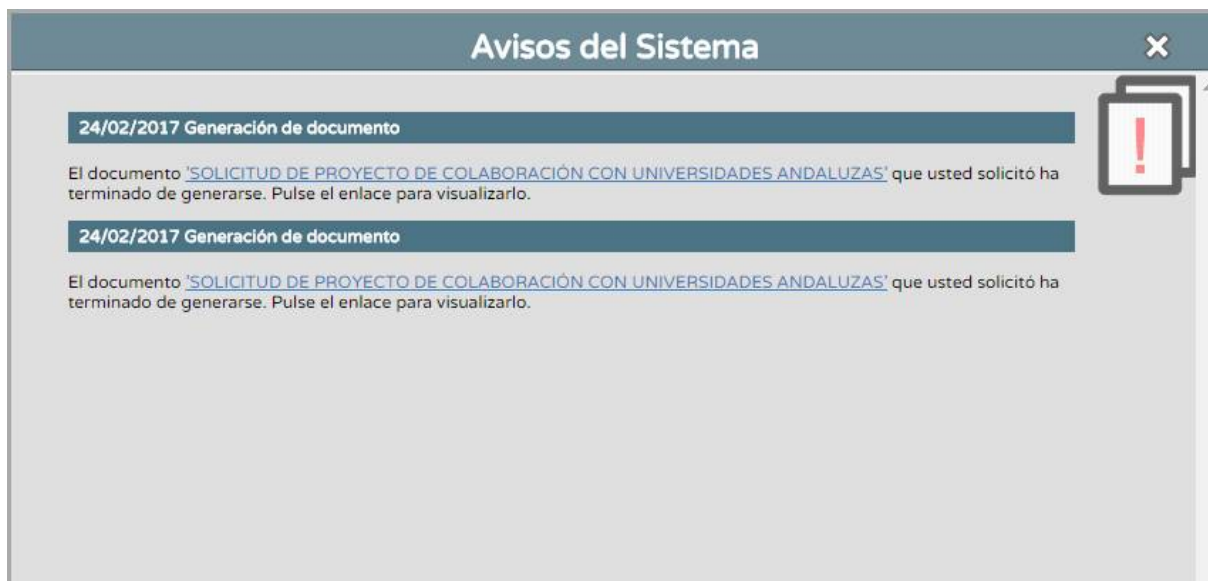 Avisos del Sistema
24/02/2017 Generación de documento
El documento 'SOLICITUD DE PROYECTO DE COLABORACIÓN CON UNIVERSIDADES ANDALUZAS' que usted solicitó ha
terminado de generarse. Pulse el enlace para visualizarlo.
24/02/2017 Generación de documento
El documento 'SOLICITUD DE PROYECTO DE COLABORACIÓN CON UNIVERSIDADES ANDALUZAS' que usted solicitó ha
terminado de generarse. Pulse el enlace para visualizarlo.